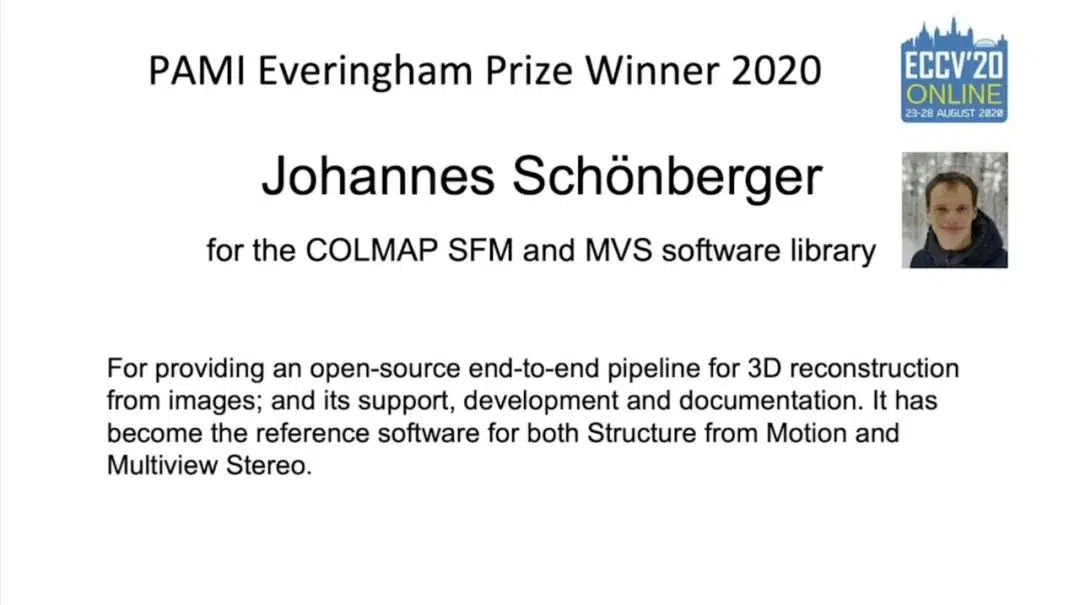 PAMI Everingham Prize Winner 2020
ECCV'20
ONLINE
23-28 AUGUST 2020
Johannes Schönberger
for the COLMAP SFM and MVS software library
For providing an open-source end-to-end pipeline for 3D reconstruction
from images; and its support, development and documentation. It has
become the reference software for both Structure from Motion and
Multiview Stereo.